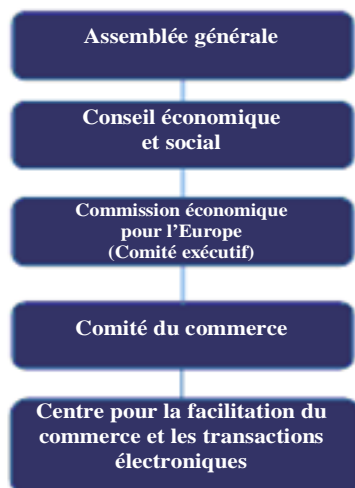 Assemblée générale
Conseil économique
et social
Commission économique
pour l’Europe
(Comité exécutif)
Comité du commerce
Centre pour la facilitation du
commerce et les transactions
électroniques